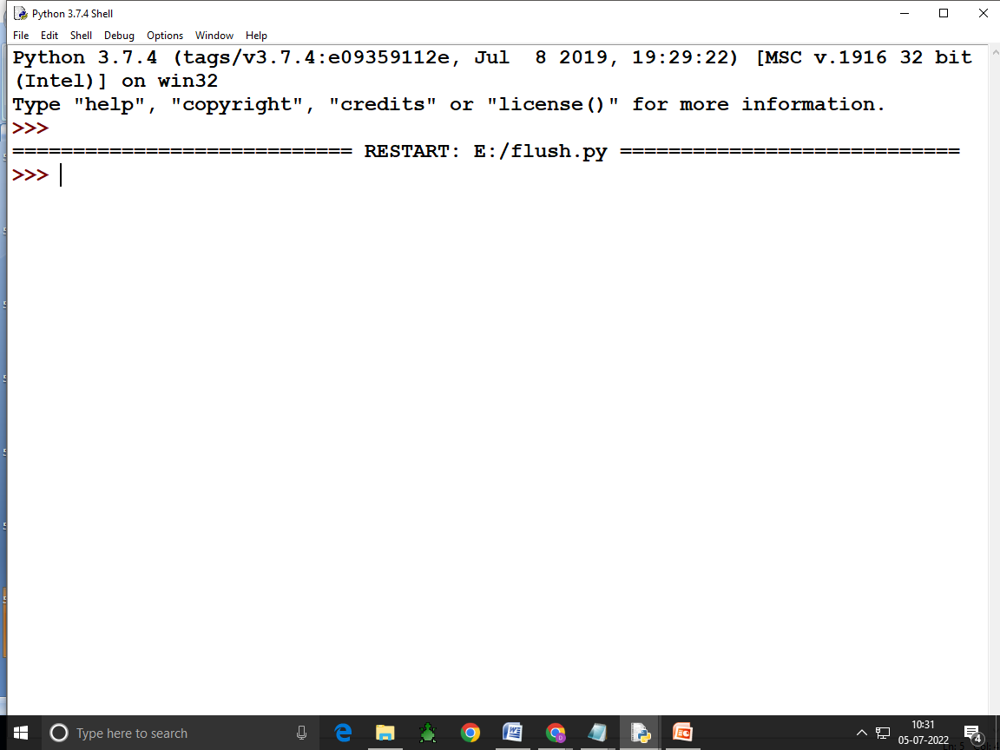 Python 3.7.4 Shell
File Edit Shell Debug Options Window Help
Python 3.7.4 (tags/v3.7.4:e09359112e, Jul  8 2019, 19:29:22) [MSC v.1916 32 bit
(Intel)] on win32
Type "help", "copyright", "credits" or "license()" for more information.
>>>
============================ RESTART: E:/flush.py ============================
>>>
Type here to search
10:31
05-07-2022
4